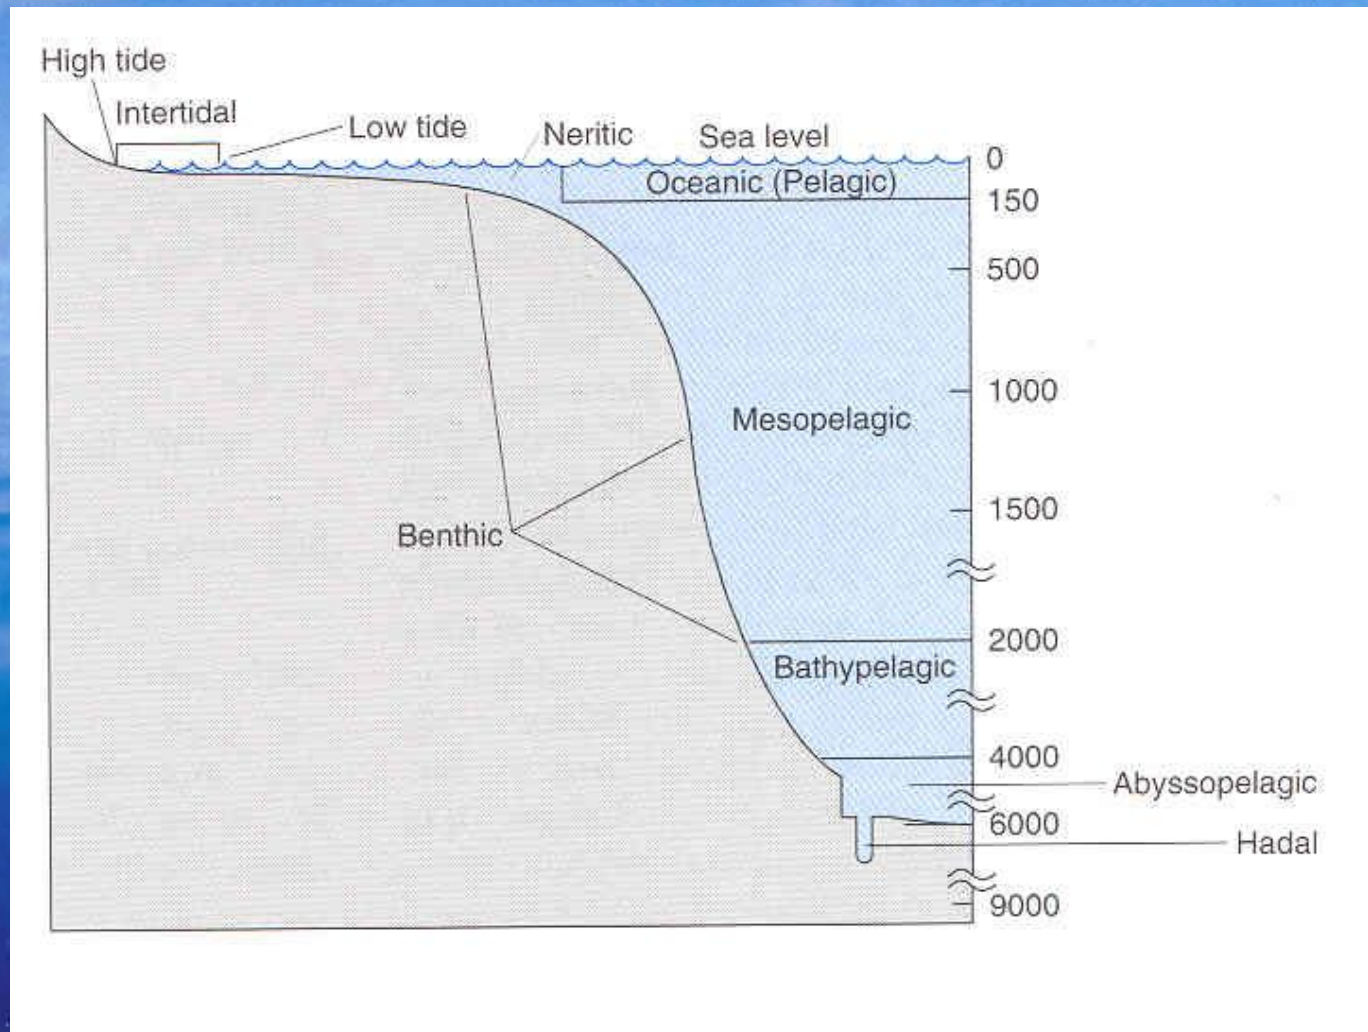 High tide
Intertidal
Low tide
Neritic
Sea level
0
Oceanic (Pelagic)
150
500
1000
Mesopelagic
1500
Benthic
2000
Bathypelagic
4000
Abyssopelagic
6000
Hadal
9000